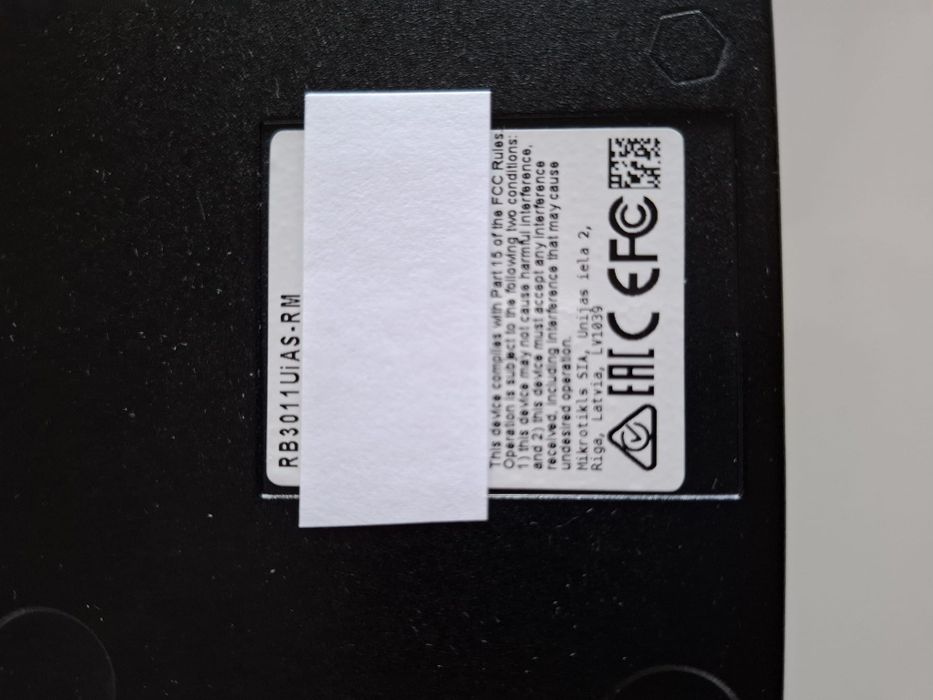 RB3011UiAS-RM
This device complies with Part 15 of the FCC Rules.
Operation is subject to the following two conditions:
1) this device may not cause harmful interference,
and 2) this device must accept any interference
received, including interference that may cause
undesired operation.
Mikrotikls SIA, Unijas iela 2,
Riga, Latvia, LV1039
EAC CE FC